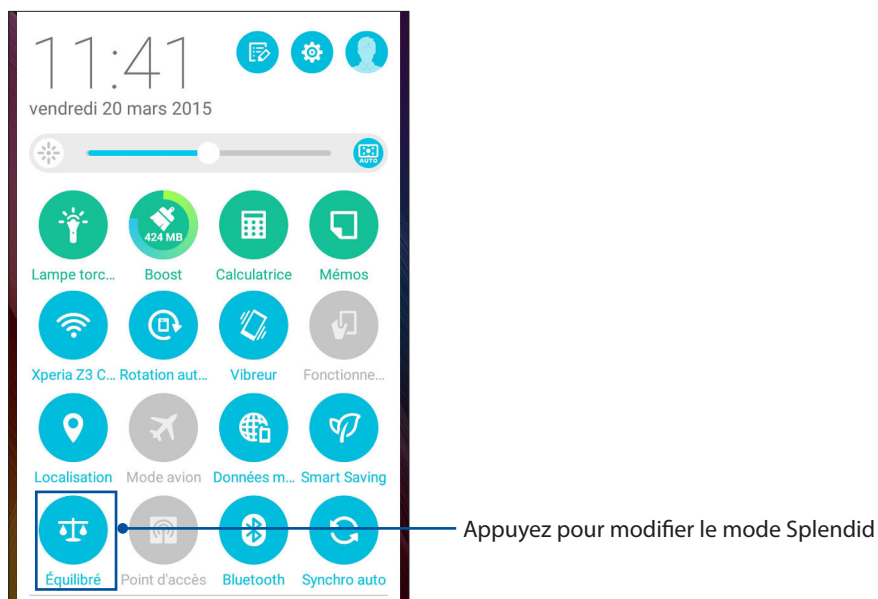 11:41
vendredi 20 mars 2015
AUTO
424 MB
Lampe torc... Boost Calculatrice Mémos
Xperia Z3 C... Rotation aut... Vibreur Fonctionne...
Localisation Mode avion Données m... Smart Saving
Appuyez pour modifier le mode Splendid
Équilibré Point d'accès Bluetooth Synchro auto